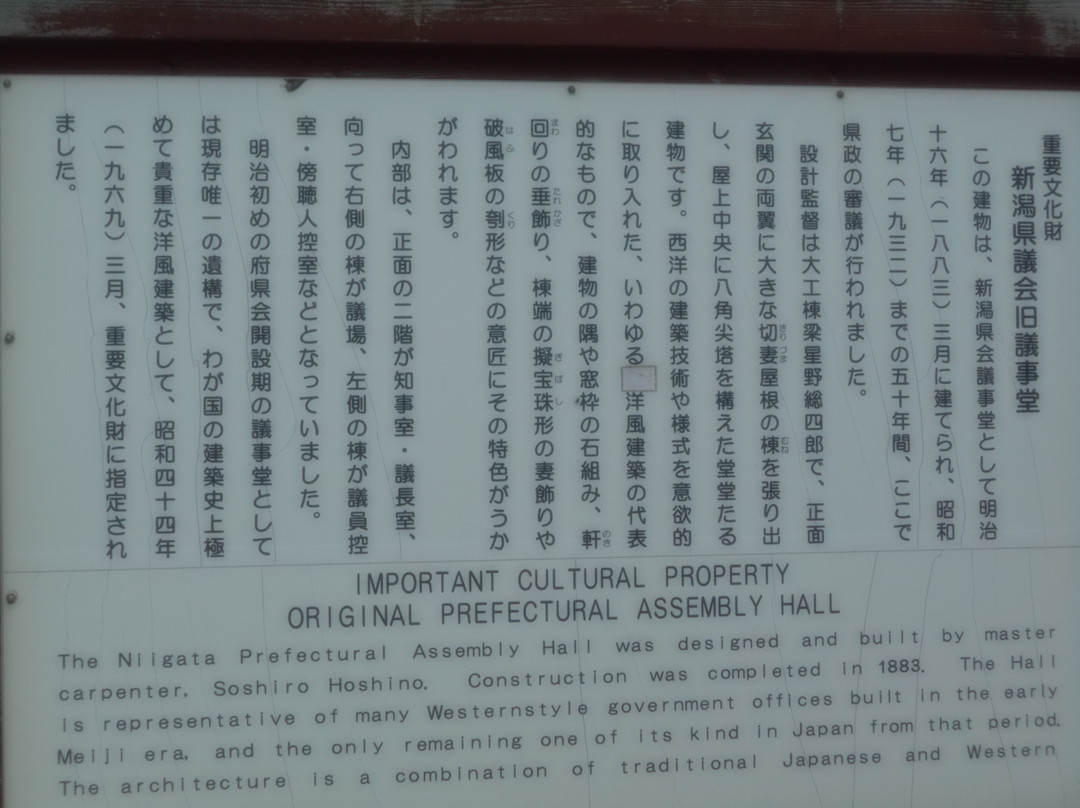 重要文化財
新潟県議会旧議事堂
この建物は、新潟県会議事堂として明治
十六年（一八八三）三月に建てられ、昭和
七年（一九三二）までの五十年間、ここで
県政の審議が行われました。
設計監督は大工棟梁星野総四郎で、正面
玄関の両翼に大きな切妻屋根の棟を張り出
し、屋上中央に八角尖塔を構えた堂堂たる
建物です。西洋の建築技術や様式を意欲的
に取り入れた、いわゆる洋風建築の代表
的なもので、建物の隅や窓枠の石組み、軒
回りの垂飾り、棟端の擬宝珠形の妻飾りや
破風板の刳形などの意匠にその特色がうか
がわれます。
内部は、正面の二階が知事室・議長室、
向って右側の棟が議場、左側の棟が議員控
室・傍聴人控室などとなっていました。
明治初めの府県会開設期の議事堂として
は現存唯一の遺構で、わが国の建築史上極
めて貴重な洋風建築として、昭和四十四年
（一九六九）三月、重要文化財に指定され
ました。
IMPORTANT CULTURAL PROPERTY
ORIGINAL PREFECTURAL ASSEMBLY HALL
The Niigata Prefectural Assembly Hall was designed and built by master
carpenter, Soshiro Hoshino. Construction was completed in 1883. The Hall
is representative of many Westernstyle government offices built in the early
Meiji era, and the only remaining one of its kind in Japan from that period.
The architecture is a combination of traditional Japanese and Western